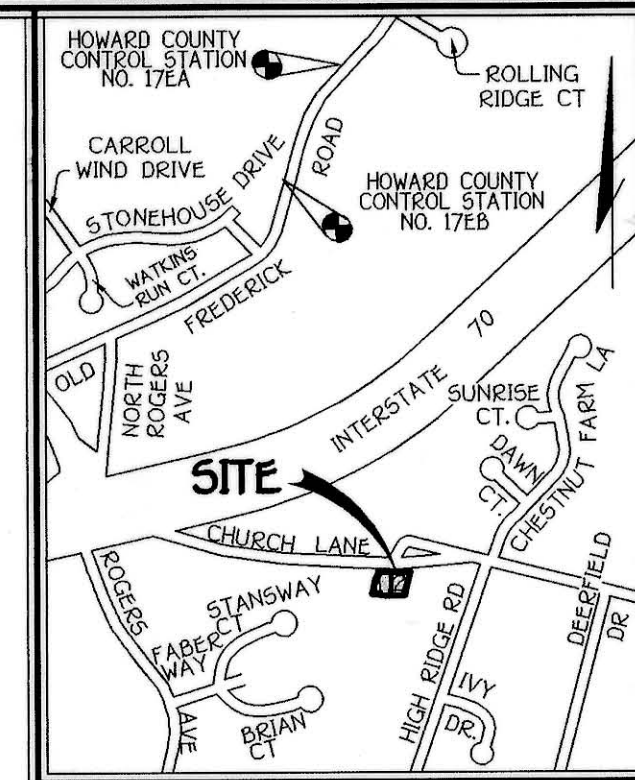 HOWARD COUNTY
CONTROL STATION
NO. 17EA
ROLLING
RIDGE CT
CARROLL
WIND DRIVE
STONEHOUSE DRIVE
ROAD
HOWARD COUNTY
CONTROL STATION
NO. 17EB
WATKINS
RUN CT.
FREDERICK
OLD
NORTH
ROGERS
AVE
INTERSTATE 70
SUNRISE
CT.
DAWN
CT.
CHESTNUT FARM LA
SITE
CHURCH LANE
DEERFIELD
DR
ROGERS
AVE
STANSWAY
CT
FABER
WAY
BRIAN
CT
HIGH RIDGE RD
IVY
DR.